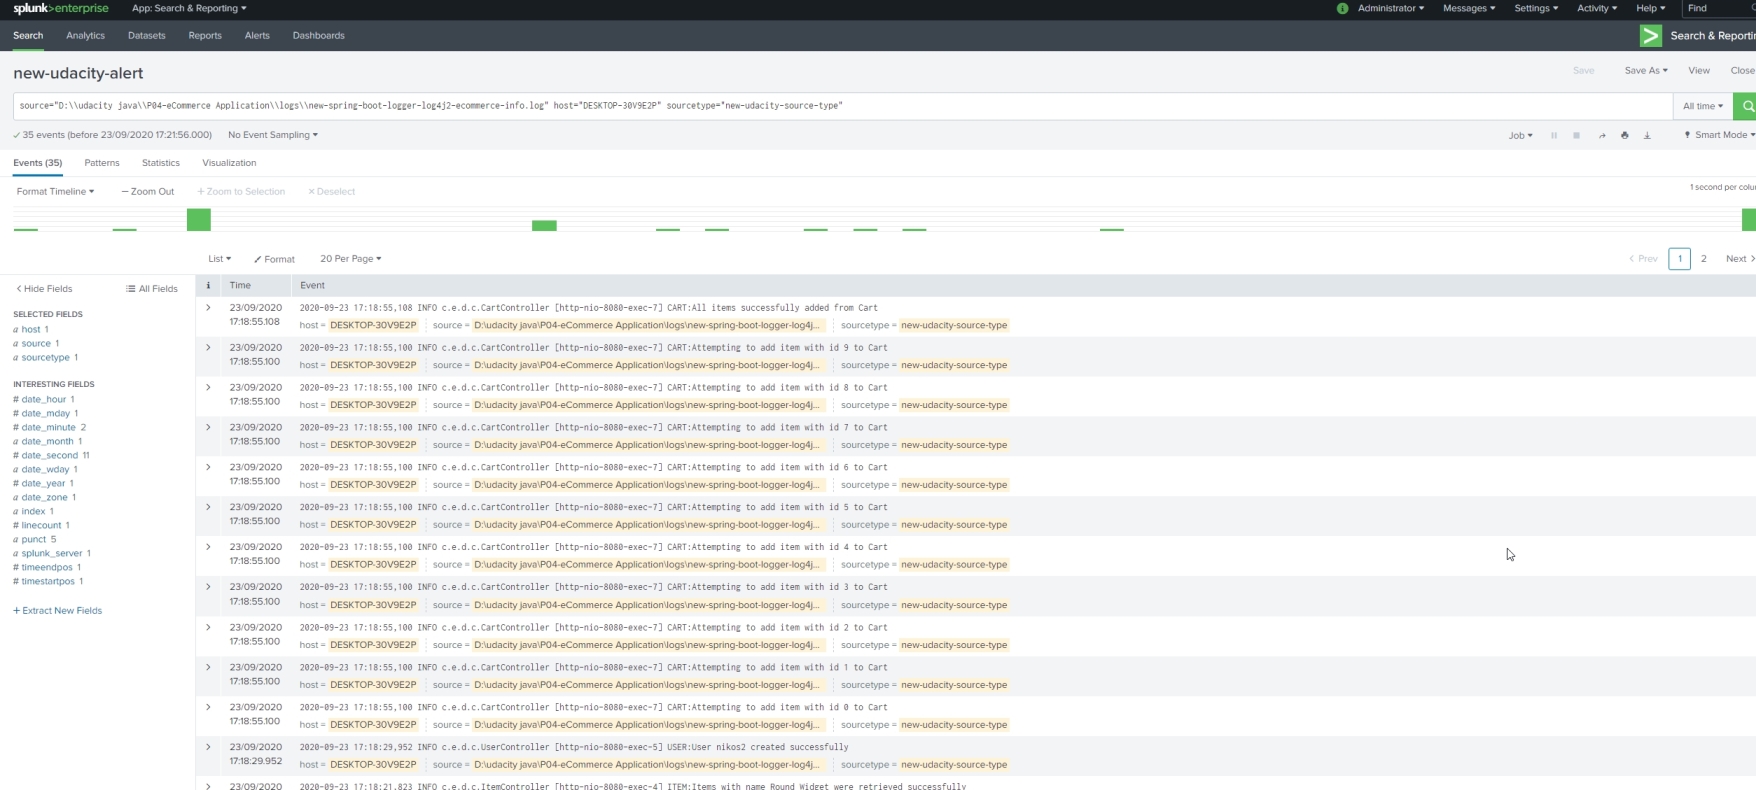 splunk>enterprise App: Search & Reporting Administrator Messages Settings Activity Help Find
Search Analytics Datasets Reports Alerts Dashboards Search & Reportin
new-udacity-alert Save Save As View Close
source="D:\\udacity java\\P04-eCommerce Application\\logs\\new-spring-boot-logger-log4j2-ecommerce-info.log" host="DESKTOP-30V9E2P" sourcetype="new-udacity-source-type" All time
35 events (before 23/09/2020 17:21:56.000) No Event Sampling Job Smart Mode
Events (35) Patterns Statistics Visualization
Format Timeline — Zoom Out + Zoom to Selection × Deselect 1 second per colu
List Format 20 Per Page < Prev 1 2 Next >
< Hide Fields All Fields i Time Event
SELECTED FIELDS
a host 1
a source 1
a sourcetype 1
INTERESTING FIELDS
# date_hour 1
# date_mday 1
# date_minute 2
a date_month 1
# date_second 11
a date_wday 1
# date_year 1
a date_zone 1
a index 1
# linecount 1
a punct 5
a splunk_server 1
# timeendpos 1
# timestartpos 1
+ Extract New Fields
> 23/09/2020 2020-09-23 17:18:55,108 INFO c.e.d.c.CartController [http-nio-8080-exec-7] CART:All items successfully added from Cart
17:18:55.108 host = DESKTOP-30V9E2P source = D:\udacity java\P04-eCommerce Application\logs\new-spring-boot-logger-log4j... sourcetype = new-udacity-source-type
> 23/09/2020 2020-09-23 17:18:55,100 INFO c.e.d.c.CartController [http-nio-8080-exec-7] CART:Attempting to add item with id 9 to Cart
17:18:55.100 host = DESKTOP-30V9E2P source = D:\udacity java\P04-eCommerce Application\logs\new-spring-boot-logger-log4j... sourcetype = new-udacity-source-type
> 23/09/2020 2020-09-23 17:18:55,100 INFO c.e.d.c.CartController [http-nio-8080-exec-7] CART:Attempting to add item with id 8 to Cart
17:18:55.100 host = DESKTOP-30V9E2P source = D:\udacity java\P04-eCommerce Application\logs\new-spring-boot-logger-log4j... sourcetype = new-udacity-source-type
> 23/09/2020 2020-09-23 17:18:55,100 INFO c.e.d.c.CartController [http-nio-8080-exec-7] CART:Attempting to add item with id 7 to Cart
17:18:55.100 host = DESKTOP-30V9E2P source = D:\udacity java\P04-eCommerce Application\logs\new-spring-boot-logger-log4j... sourcetype = new-udacity-source-type
> 23/09/2020 2020-09-23 17:18:55,100 INFO c.e.d.c.CartController [http-nio-8080-exec-7] CART:Attempting to add item with id 6 to Cart
17:18:55.100 host = DESKTOP-30V9E2P source = D:\udacity java\P04-eCommerce Application\logs\new-spring-boot-logger-log4j... sourcetype = new-udacity-source-type
> 23/09/2020 2020-09-23 17:18:55,100 INFO c.e.d.c.CartController [http-nio-8080-exec-7] CART:Attempting to add item with id 5 to Cart
17:18:55.100 host = DESKTOP-30V9E2P source = D:\udacity java\P04-eCommerce Application\logs\new-spring-boot-logger-log4j... sourcetype = new-udacity-source-type
> 23/09/2020 2020-09-23 17:18:55,100 INFO c.e.d.c.CartController [http-nio-8080-exec-7] CART:Attempting to add item with id 4 to Cart
17:18:55.100 host = DESKTOP-30V9E2P source = D:\udacity java\P04-eCommerce Application\logs\new-spring-boot-logger-log4j... sourcetype = new-udacity-source-type
> 23/09/2020 2020-09-23 17:18:55,100 INFO c.e.d.c.CartController [http-nio-8080-exec-7] CART:Attempting to add item with id 3 to Cart
17:18:55.100 host = DESKTOP-30V9E2P source = D:\udacity java\P04-eCommerce Application\logs\new-spring-boot-logger-log4j... sourcetype = new-udacity-source-type
> 23/09/2020 2020-09-23 17:18:55,100 INFO c.e.d.c.CartController [http-nio-8080-exec-7] CART:Attempting to add item with id 2 to Cart
17:18:55.100 host = DESKTOP-30V9E2P source = D:\udacity java\P04-eCommerce Application\logs\new-spring-boot-logger-log4j... sourcetype = new-udacity-source-type
> 23/09/2020 2020-09-23 17:18:55,100 INFO c.e.d.c.CartController [http-nio-8080-exec-7] CART:Attempting to add item with id 1 to Cart
17:18:55.100 host = DESKTOP-30V9E2P source = D:\udacity java\P04-eCommerce Application\logs\new-spring-boot-logger-log4j... sourcetype = new-udacity-source-type
> 23/09/2020 2020-09-23 17:18:55,100 INFO c.e.d.c.CartController [http-nio-8080-exec-7] CART:Attempting to add item with id 0 to Cart
17:18:55.100 host = DESKTOP-30V9E2P source = D:\udacity java\P04-eCommerce Application\logs\new-spring-boot-logger-log4j... sourcetype = new-udacity-source-type
> 23/09/2020 2020-09-23 17:18:29,952 INFO c.e.d.c.UserController [http-nio-8080-exec-5] USER:User nikos2 created successfully
17:18:29.952 host = DESKTOP-30V9E2P source = D:\udacity java\P04-eCommerce Application\logs\new-spring-boot-logger-log4j... sourcetype = new-udacity-source-type
> 23/09/2020 2020-09-23 17:18:21,823 INFO c.e.d.c.ItemController [http-nio-8080-exec-4] ITEM:Items with name Round Widget were retrieved successfully